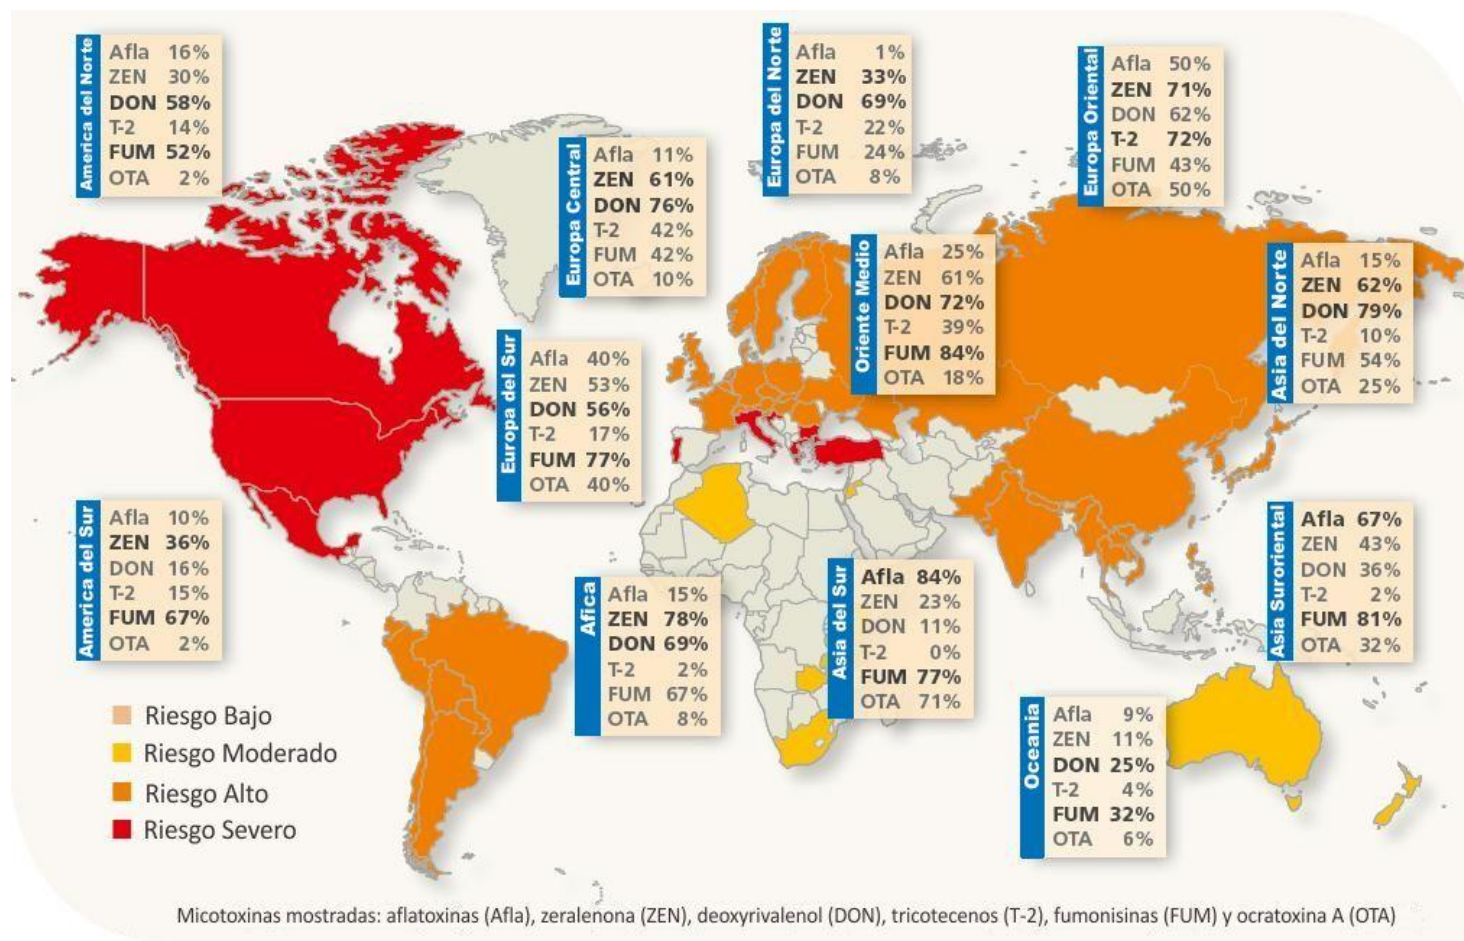 America del Norte
Afla 16%
ZEN 30%
DON 58%
T-2 14%
FUM 52%
OTA 2%
Europa Central
Afla 11%
ZEN 61%
DON 76%
T-2 42%
FUM 42%
OTA 10%
Europa del Norte
Afla 1%
ZEN 33%
DON 69%
T-2 22%
FUM 24%
OTA 8%
Europa Oriental
Afla 50%
ZEN 71%
DON 62%
T-2 72%
FUM 43%
OTA 50%
Oriente Medio
Afla 25%
ZEN 61%
DON 72%
T-2 39%
FUM 84%
OTA 18%
Asia del Norte
Afla 15%
ZEN 62%
DON 79%
T-2 10%
FUM 54%
OTA 25%
Europa del Sur
Afla 40%
ZEN 53%
DON 56%
T-2 17%
FUM 77%
OTA 40%
America del Sur
Afla 10%
ZEN 36%
DON 16%
T-2 15%
FUM 67%
OTA 2%
Afica
Afla 15%
ZEN 78%
DON 69%
T-2 2%
FUM 67%
OTA 8%
Asia del Sur
Afla 84%
ZEN 23%
DON 11%
T-2 0%
FUM 77%
OTA 71%
Asia Suroriental
Afla 67%
ZEN 43%
DON 36%
T-2 2%
FUM 81%
OTA 32%
Oceania
Afla 9%
ZEN 11%
DON 25%
T-2 4%
FUM 32%
OTA 6%
Riesgo Bajo
Riesgo Moderado
Riesgo Alto
Riesgo Severo
Micotoxinas mostradas: aflatoxinas (Afla), zeralenona (ZEN), deoxyrivalenol (DON), tricotecenos (T-2), fumonisinas (FUM) y ocratoxina A (OTA)